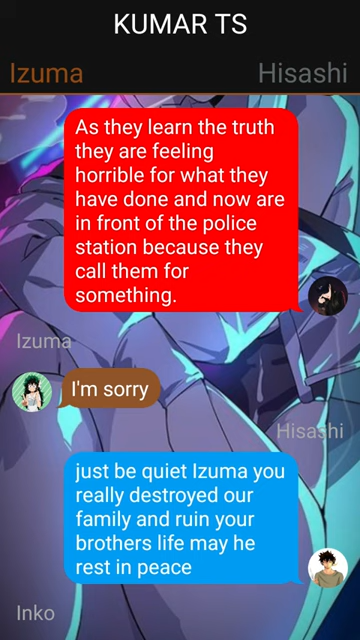 KUMAR TS
Izuma Hisashi
As they learn the truth
they are feeling
horrible for what they
have done and now are
in front of the police
station because they
call them for
something.
Izuma
I'm sorry
Hisashi
just be quiet Izuma you
really destroyed our
family and ruin your
brothers life may he
rest in peace
Inko